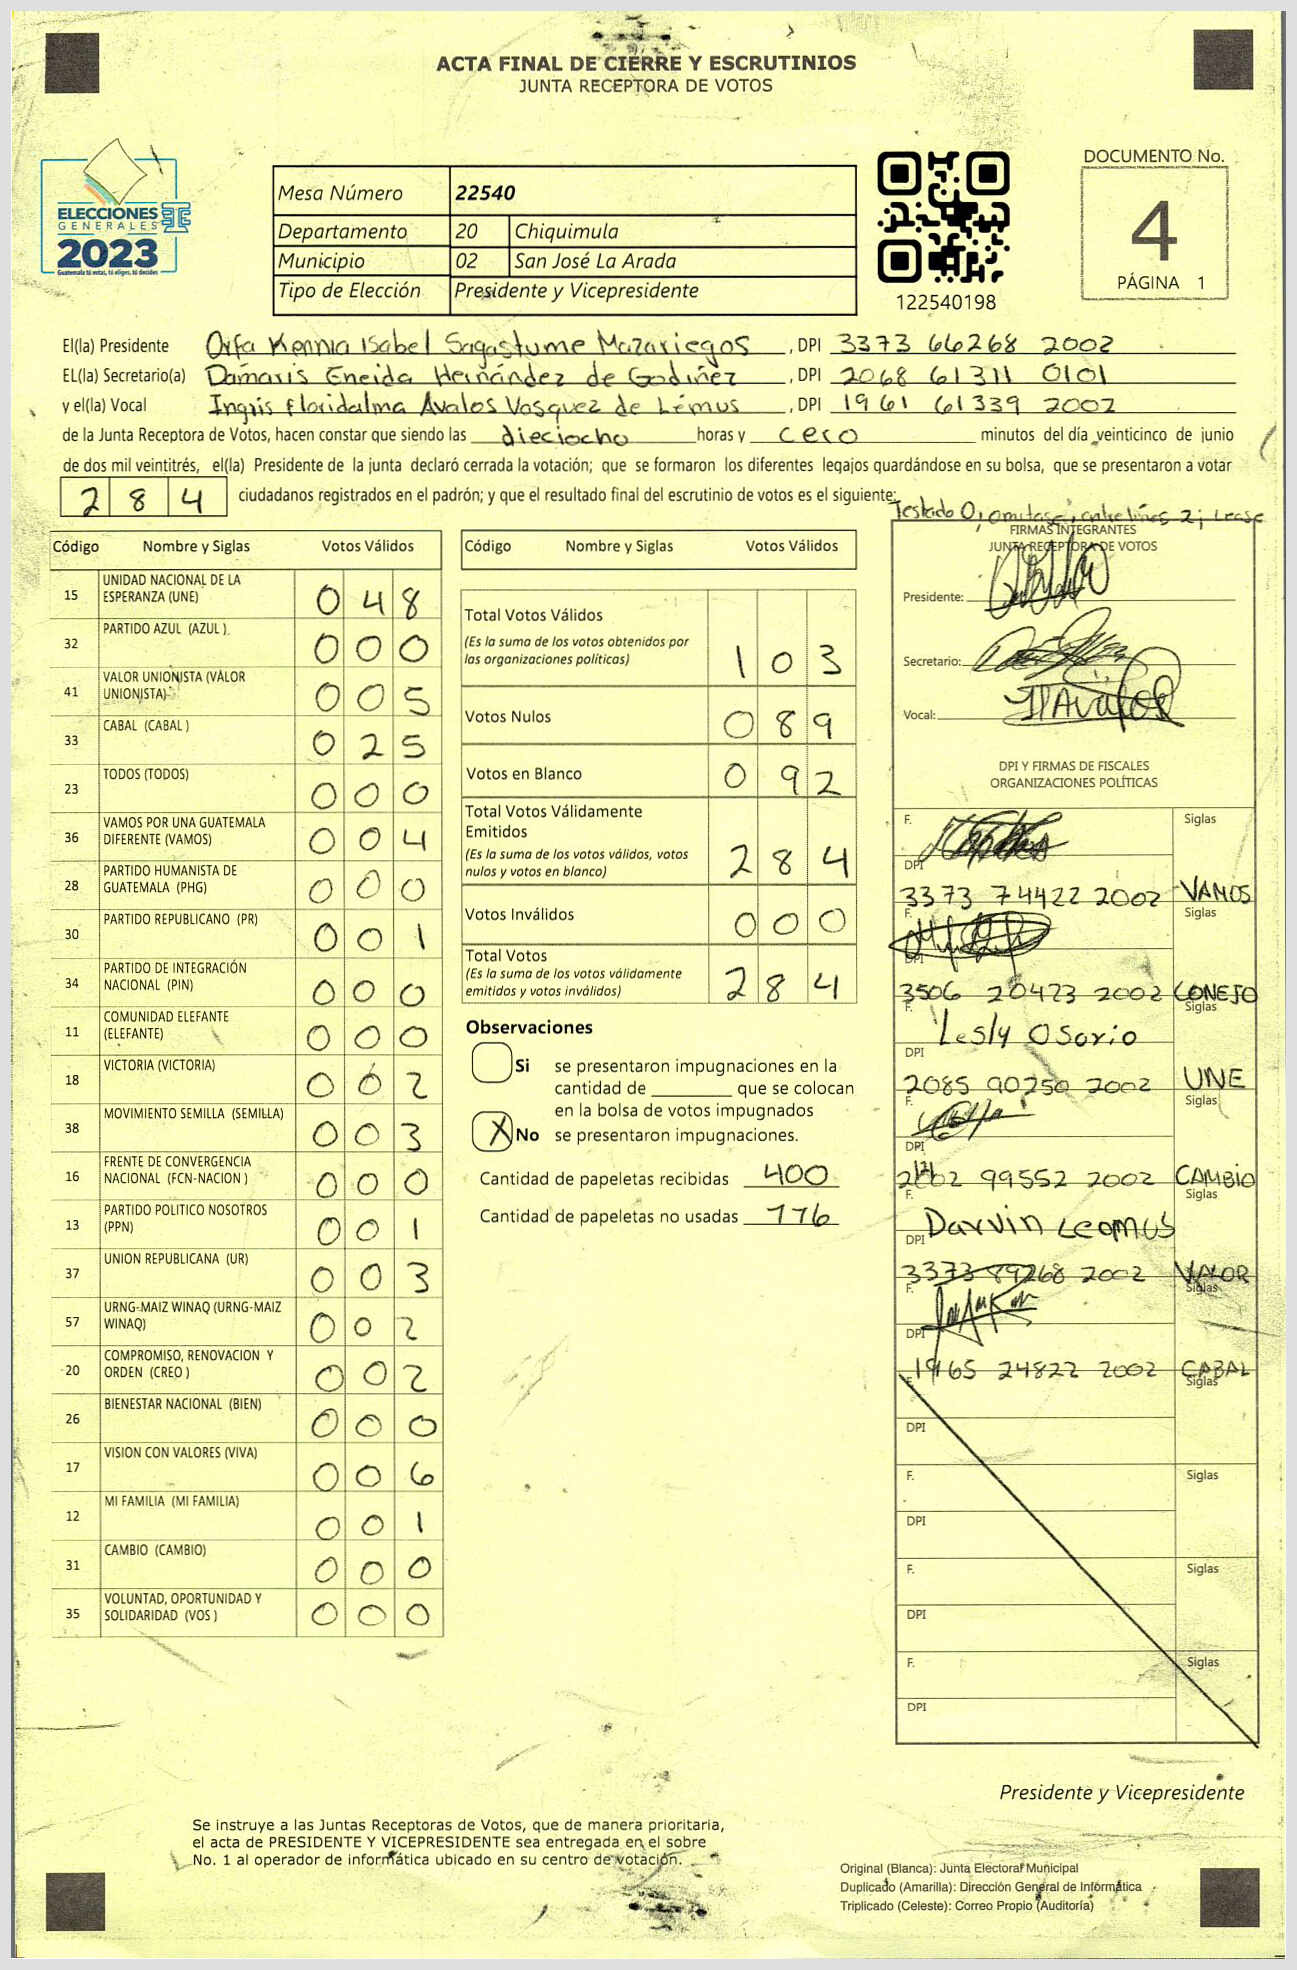 ACTA FINAL DE CIERRE Y ESCRUTINIOS
JUNTA RECEPTORA DE VOTOS
ELECCIONES
GENERALES
2023
Guatemala tú votas, tú eliges, tú decides
Mesa Número 22540
Departamento 20 Chiquimula
Municipio 02 San José La Arada
Tipo de Elección Presidente y Vicepresidente
122540198
DOCUMENTO No.
4
PÁGINA 1
El(la) Presidente Orfa Kennia Isabel Sagastume Mazariegos , DPI 3373 66268 2002
EL(la) Secretario(a) Damaris Eneida Hernández de Godínez , DPI 2068 61311 0101
y el(la) Vocal Ingris Floridalma Avalos Vasquez de Lémus , DPI 1961 61339 2002
de la Junta Receptora de Votos, hacen constar que siendo las dieciocho horas y cero minutos del día veinticinco de junio
de dos mil veintitrés, el(la) Presidente de la junta declaró cerrada la votación; que se formaron los diferentes legajos quardándose en su bolsa, que se presentaron a votar
284 ciudadanos registrados en el padrón; y que el resultado final del escrutinio de votos es el siguiente:
Testado 0; omitase; entre líneas 2; Lease
Código Nombre y Siglas Votos Válidos
15 UNIDAD NACIONAL DE LA
ESPERANZA (UNE) 0 4 8
32 PARTIDO AZUL (AZUL ) 0 0 0
41 VALOR UNIONISTA (VALOR
UNIONISTA) 0 0 5
33 CABAL (CABAL ) 0 2 5
23 TODOS (TODOS) 0 0 0
36 VAMOS POR UNA GUATEMALA
DIFERENTE (VAMOS) 0 0 4
28 PARTIDO HUMANISTA DE
GUATEMALA (PHG) 0 0 0
30 PARTIDO REPUBLICANO (PR) 0 0 1
34 PARTIDO DE INTEGRACIÓN
NACIONAL (PIN) 0 0 0
11 COMUNIDAD ELEFANTE
(ELEFANTE) 0 0 0
18 VICTORIA (VICTORIA) 0 0 2
38 MOVIMIENTO SEMILLA (SEMILLA) 0 0 3
16 FRENTE DE CONVERGENCIA
NACIONAL (FCN-NACION ) 0 0 0
13 PARTIDO POLITICO NOSOTROS
(PPN) 0 0 1
37 UNION REPUBLICANA (UR) 0 0 3
57 URNG-MAIZ WINAQ (URNG-MAIZ
WINAQ) 0 0 2
20 COMPROMISO, RENOVACION Y
ORDEN (CREO ) 0 0 2
26 BIENESTAR NACIONAL (BIEN) 0 0 0
17 VISION CON VALORES (VIVA) 0 0 6
12 MI FAMILIA (MI FAMILIA) 0 0 1
31 CAMBIO (CAMBIO) 0 0 0
35 VOLUNTAD, OPORTUNIDAD Y
SOLIDARIDAD (VOS ) 0 0 0
Código Nombre y Siglas Votos Válidos
Total Votos Válidos
(Es la suma de los votos obtenidos por
las organizaciones politicas) 1 0 3
Votos Nulos 0 8 9
Votos en Blanco 0 9 2
Total Votos Válidamente
Emitidos
(Es la suma de los votos válidos, votos
nulos y votos en blanco) 2 8 4
Votos Inválidos 0 0 0
Total Votos
(Es la suma de los votos válidamente
emitidos y votos inválidos) 2 8 4
Observaciones
Si se presentaron impugnaciones en la
cantidad de ________ que se colocan
en la bolsa de votos impugnados
X No se presentaron impugnaciones.
Cantidad de papeletas recibidas 400
Cantidad de papeletas no usadas 116
FIRMAS INTEGRANTES
JUNTA RECEPTORA DE VOTOS
Presidente:
Secretario:
Vocal: IFAvalos
DPI Y FIRMAS DE FISCALES
ORGANIZACIONES POLÍTICAS
F. Siglas
DPI
3373 74422 2002 VAMOS
F. Siglas
DPI
3506 20423 2002 CONEJO
F. Siglas
Lesly Osorio
DPI
2085 90250 2002 UNE
F. Siglas
DPI
99552 2002 CAMBIO
F. Siglas
DPI Darvin Leomus
3373 89268 2002 VALOR
F. Siglas
DPI
1965 24822 2002 CABAL
F. Siglas
DPI
F. Siglas
DPI
F. Siglas
DPI
F. Siglas
DPI
Presidente y Vicepresidente
Se instruye a las Juntas Receptoras de Votos, que de manera prioritaria,
el acta de PRESIDENTE Y VICEPRESIDENTE sea entregada en el sobre
No. 1 al operador de informática ubicado en su centro de votación.
Original (Blanca): Junta Electoral Municipal
Duplicado (Amarilla): Dirección General de Informática
Triplicado (Celeste): Correo Propio (Auditoría)